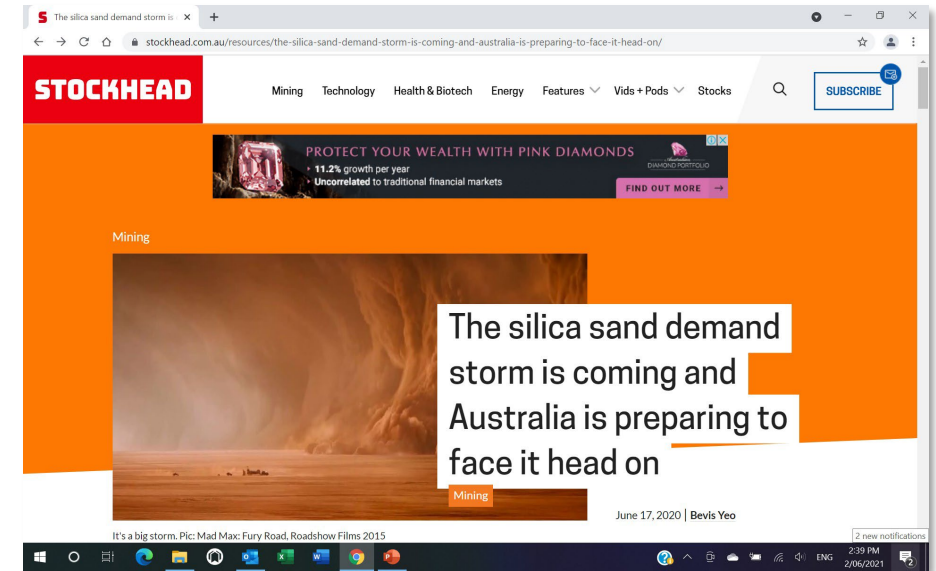 The silica sand demand storm is
stockhead.com.au/resources/the-silica-sand-demand-storm-is-coming-and-australia-is-preparing-to-face-it-head-on/
STOCKHEAD
Mining Technology Health & Biotech Energy Features Vids + Pods Stocks
SUBSCRIBE
PROTECT YOUR WEALTH WITH PINK DIAMONDS
11.2% growth per year
Uncorrelated to traditional financial markets
Australian
DIAMOND PORTFOLIO
FIND OUT MORE →
Mining
The silica sand demand
storm is coming and
Australia is preparing to
face it head on
Mining
June 17, 2020 | Bevis Yeo
It's a big storm. Pic: Mad Max: Fury Road, Roadshow Films 2015
2 new notifications
ENG
2:39 PM
2/06/2021
2